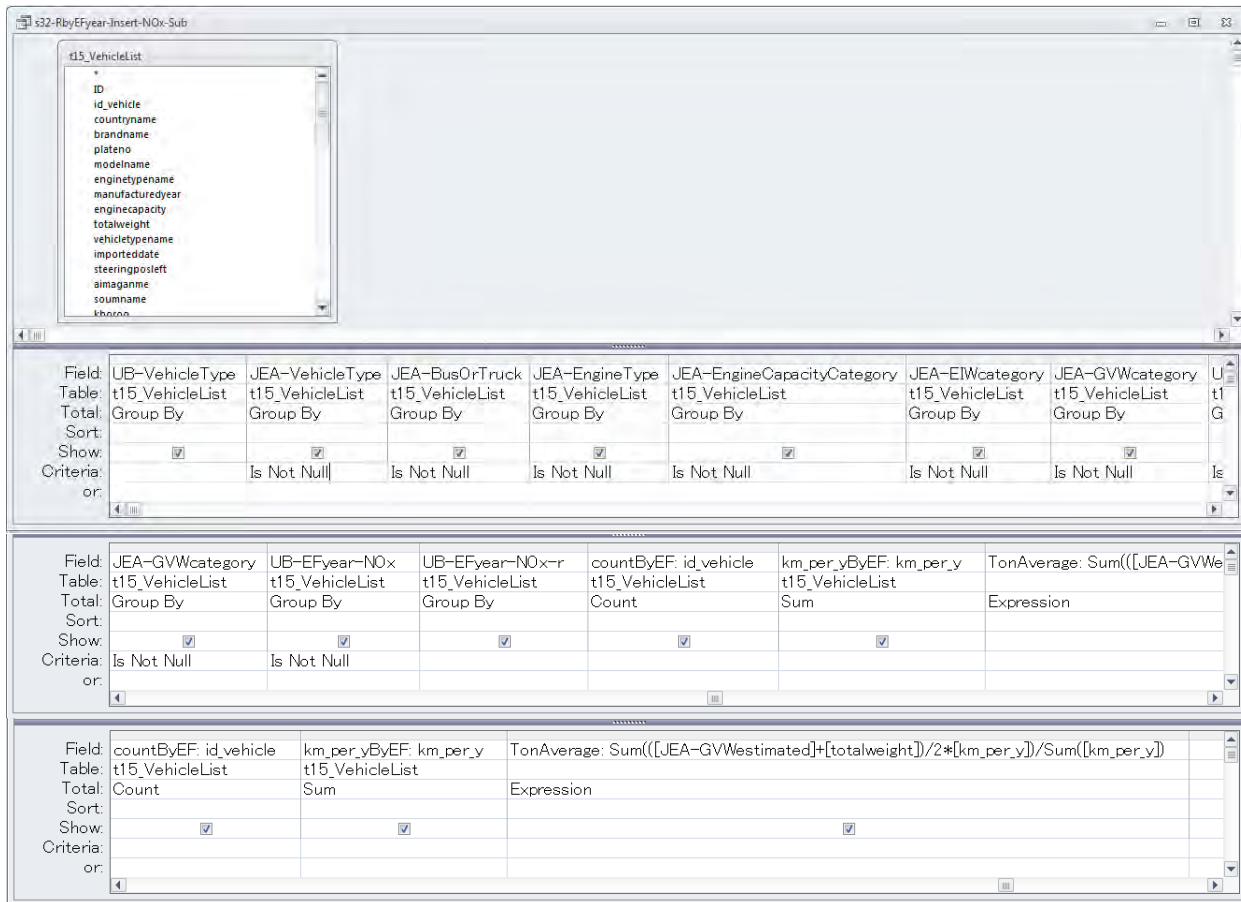 s32-RbyEFyear-Insert-NOx-Sub
t15_VehicleList
*
ID
id_vehicle
countryname
brandname
plateno
modelname
enginetypename
manufacturedyear
enginecapacity
totalweight
vehicletypename
importeddate
steeringposleft
aimaganme
soumname
khoroo
Field: UB-VehicleType JEA-VehicleType JEA-BusOrTruck JEA-EngineType JEA-EngineCapacityCategory JEA-EIWcategory JEA-GVWcategory U
Table: t15_VehicleList t15_VehicleList t15_VehicleList t15_VehicleList t15_VehicleList t15_VehicleList t15_VehicleList t1
Total: Group By Group By Group By Group By Group By Group By Group By G
Sort:
Show:
Criteria: Is Not Null Is Not Null Is Not Null Is Not Null Is Not Null Is Not Null Is
or:
Field: JEA-GVWcategory UB-EFyear-NOx UB-EFyear-NOx-r countByEF: id_vehicle km_per_yByEF: km_per_y TonAverage: Sum(([JEA-GVWe
Table: t15_VehicleList t15_VehicleList t15_VehicleList t15_VehicleList t15_VehicleList
Total: Group By Group By Group By Count Sum Expression
Sort:
Show:
Criteria: Is Not Null Is Not Null
or:
Field: countByEF: id_vehicle km_per_yByEF: km_per_y TonAverage: Sum(([JEA-GVWestimated]+[totalweight])/2*[km_per_y])/Sum([km_per_y])
Table: t15_VehicleList t15_VehicleList
Total: Count Sum Expression
Sort:
Show:
Criteria:
or: